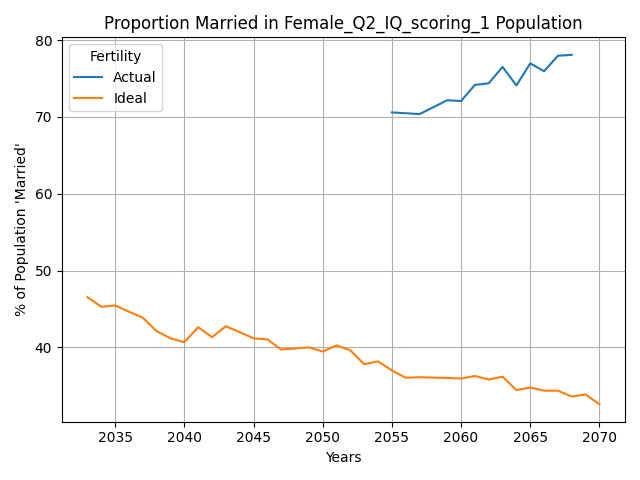 Proportion Married in Female_Q2_IQ_scoring_1 Population
Fertility
Actual
Ideal
% of Population 'Married'
80
70
60
50
40
2035 2040 2045 2050 2055 2060 2065 2070
Years